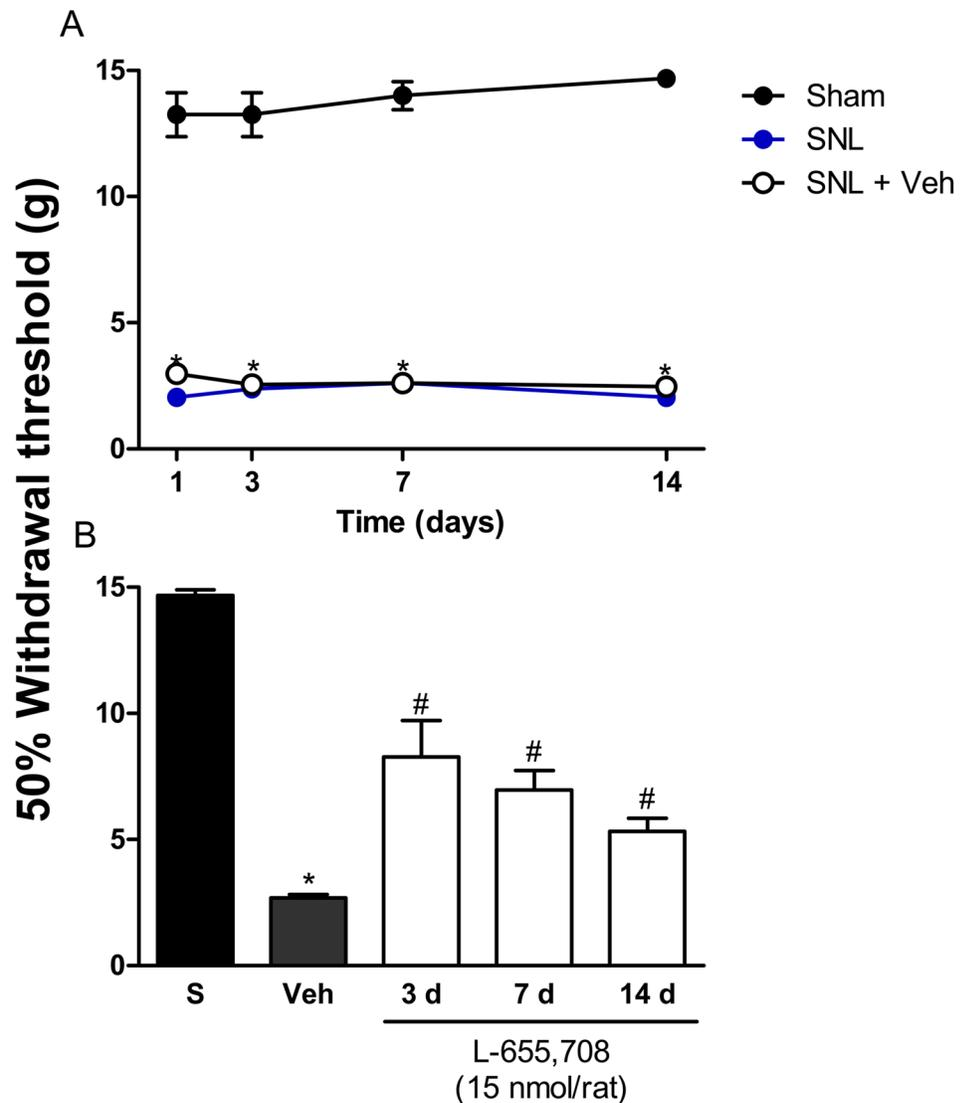 A
15
10
5
0
1 3 7 14
Time (days)
Sham
SNL
SNL + Veh
* * * *
50% Withdrawal threshold (g)
B
15
10
5
0
* # # #
S Veh 3 d 7 d 14 d
L-655,708
(15 nmol/rat)